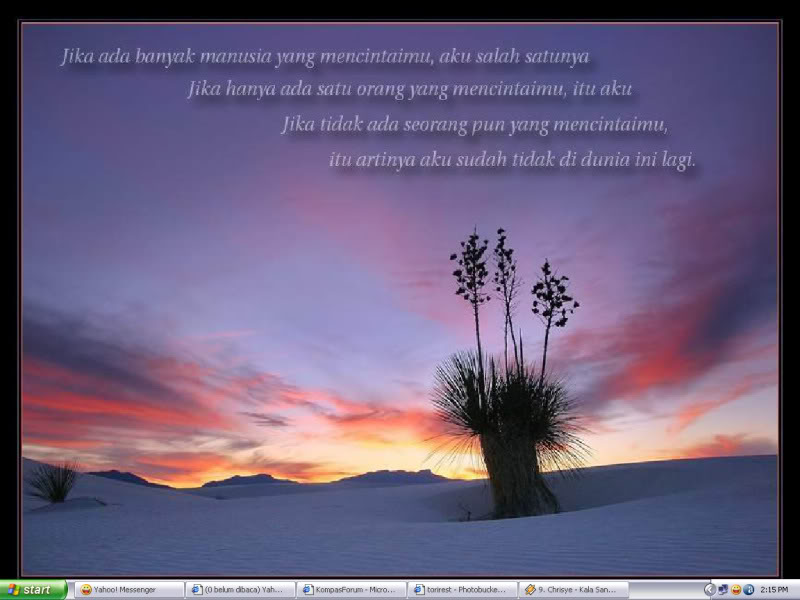 Jika ada banyak manusia yang mencintaimu, aku salah satunya
Jika hanya ada satu orang yang mencintaimu, itu aku
Jika tidak ada seorang pun yang mencintaimu,
itu artinya aku sudah tidak di dunia ini lagi.
start Yahoo! Messenger (0 belum dibaca) Yah... KompasForum - Micro... torirest - Photobucke... 9. Chrisye - Kala San... 2:15 PM